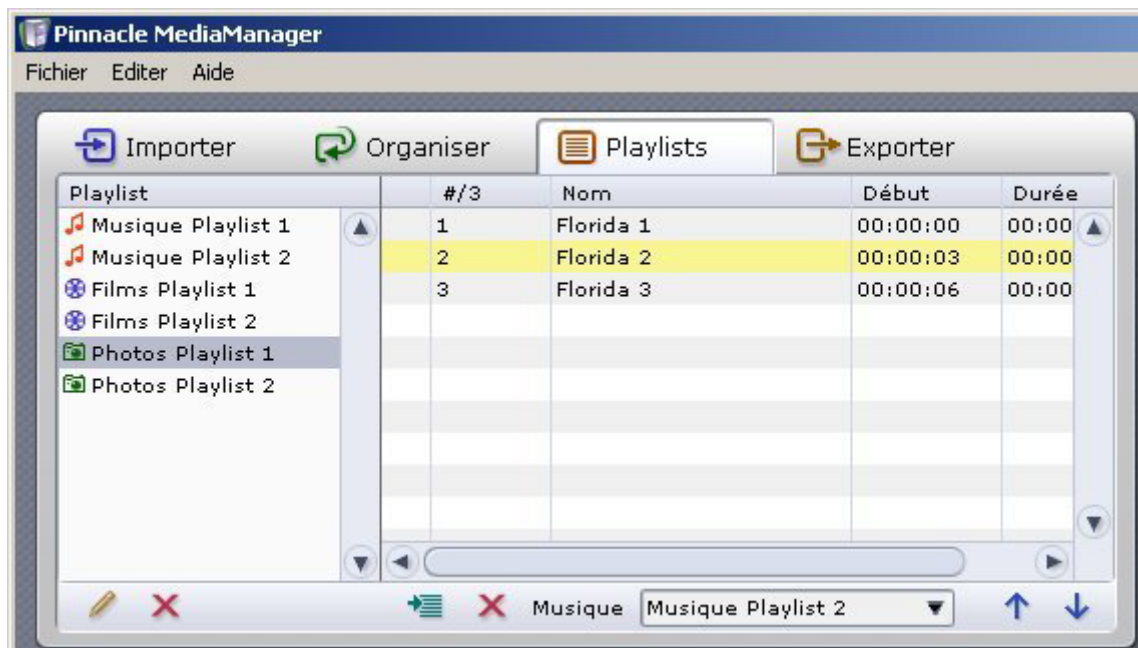 Pinnacle MediaManager
Fichier Editer Aide
Importer Organiser Playlists Exporter
Playlist #/3 Nom Début Durée
Musique Playlist 1 1 Florida 1 00:00:00 00:00
Musique Playlist 2 2 Florida 2 00:00:03 00:00
Films Playlist 1 3 Florida 3 00:00:06 00:00
Films Playlist 2
Photos Playlist 1
Photos Playlist 2
Musique Musique Playlist 2